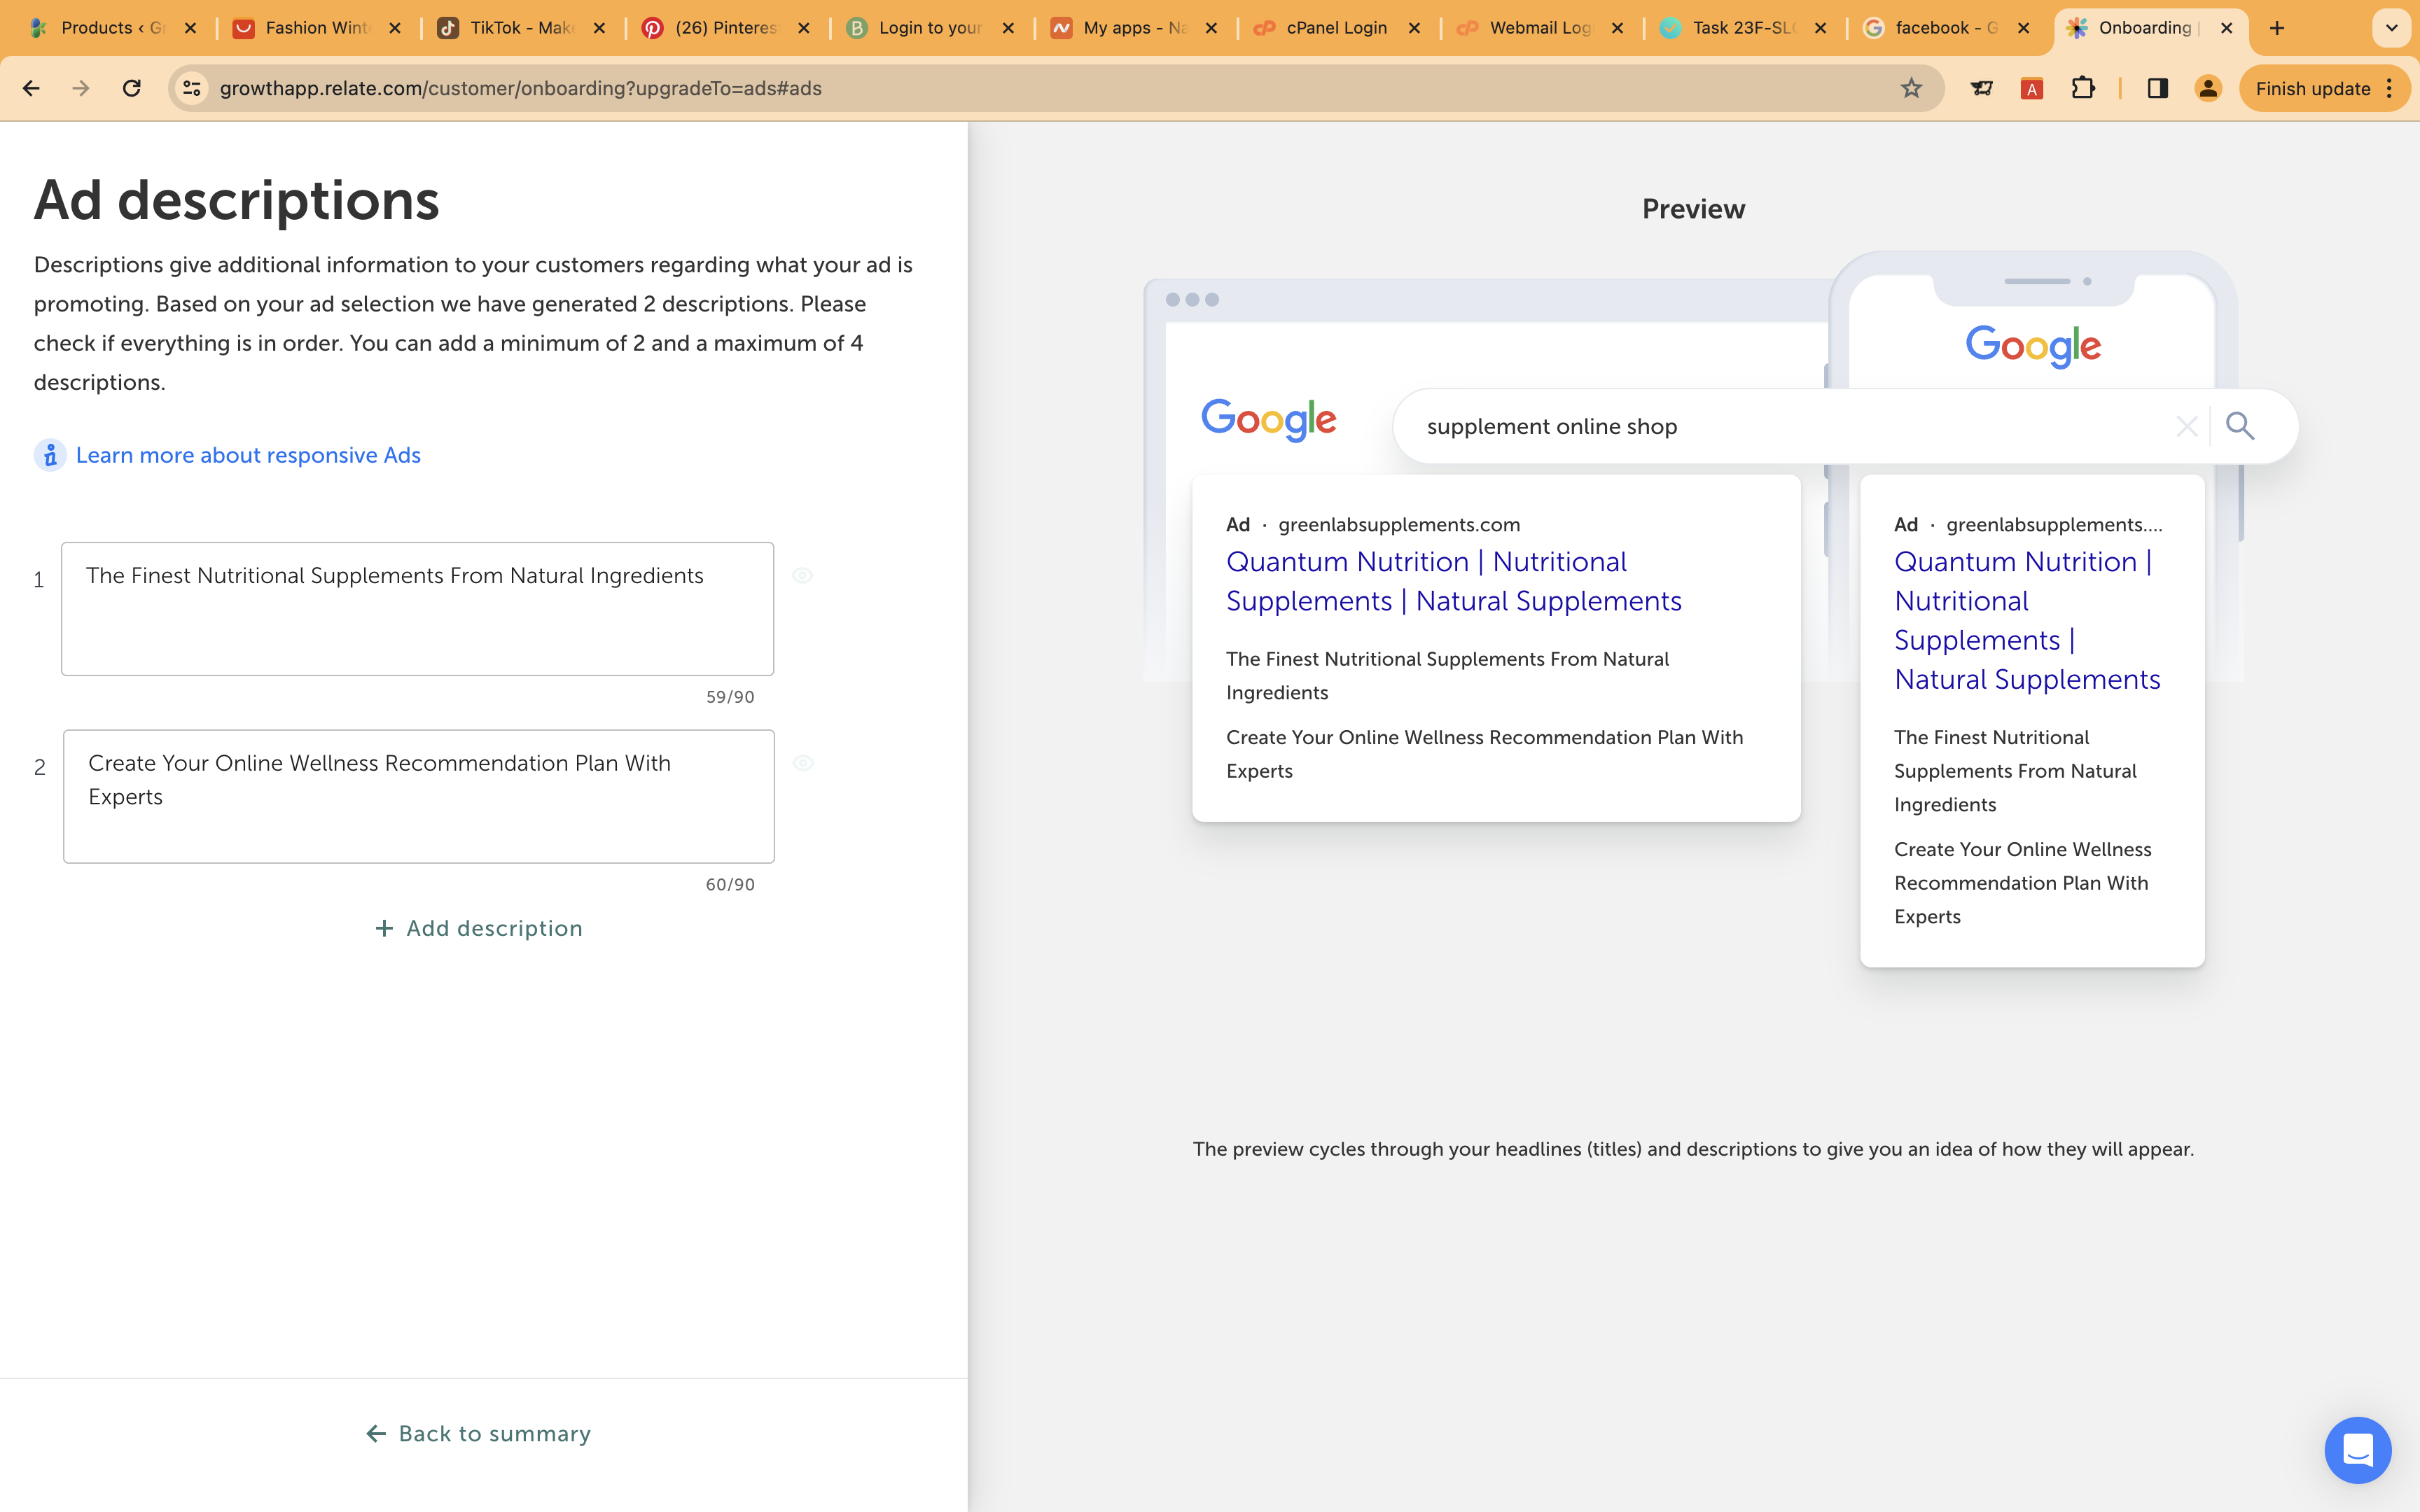 Products ‹ Gr
Fashion Wint
TikTok - Make
(26) Pinteres
Login to your
My apps - Na
cPanel Login
Webmail Log
Task 23F-SL
facebook - G
Onboarding |
growthapp.relate.com/customer/onboarding?upgradeTo=ads#ads
A
Finish update
Ad descriptions
Descriptions give additional information to your customers regarding what your ad is
promoting. Based on your ad selection we have generated 2 descriptions. Please
check if everything is in order. You can add a minimum of 2 and a maximum of 4
descriptions.
Learn more about responsive Ads
1
The Finest Nutritional Supplements From Natural Ingredients
59/90
2
Create Your Online Wellness Recommendation Plan With
Experts
60/90
+ Add description
← Back to summary
Preview
Google
Google
supplement online shop
Ad · greenlabsupplements.com
Quantum Nutrition | Nutritional
Supplements | Natural Supplements
The Finest Nutritional Supplements From Natural
Ingredients
Create Your Online Wellness Recommendation Plan With
Experts
Ad · greenlabsupplements....
Quantum Nutrition |
Nutritional
Supplements |
Natural Supplements
The Finest Nutritional
Supplements From Natural
Ingredients
Create Your Online Wellness
Recommendation Plan With
Experts
The preview cycles through your headlines (titles) and descriptions to give you an idea of how they will appear.